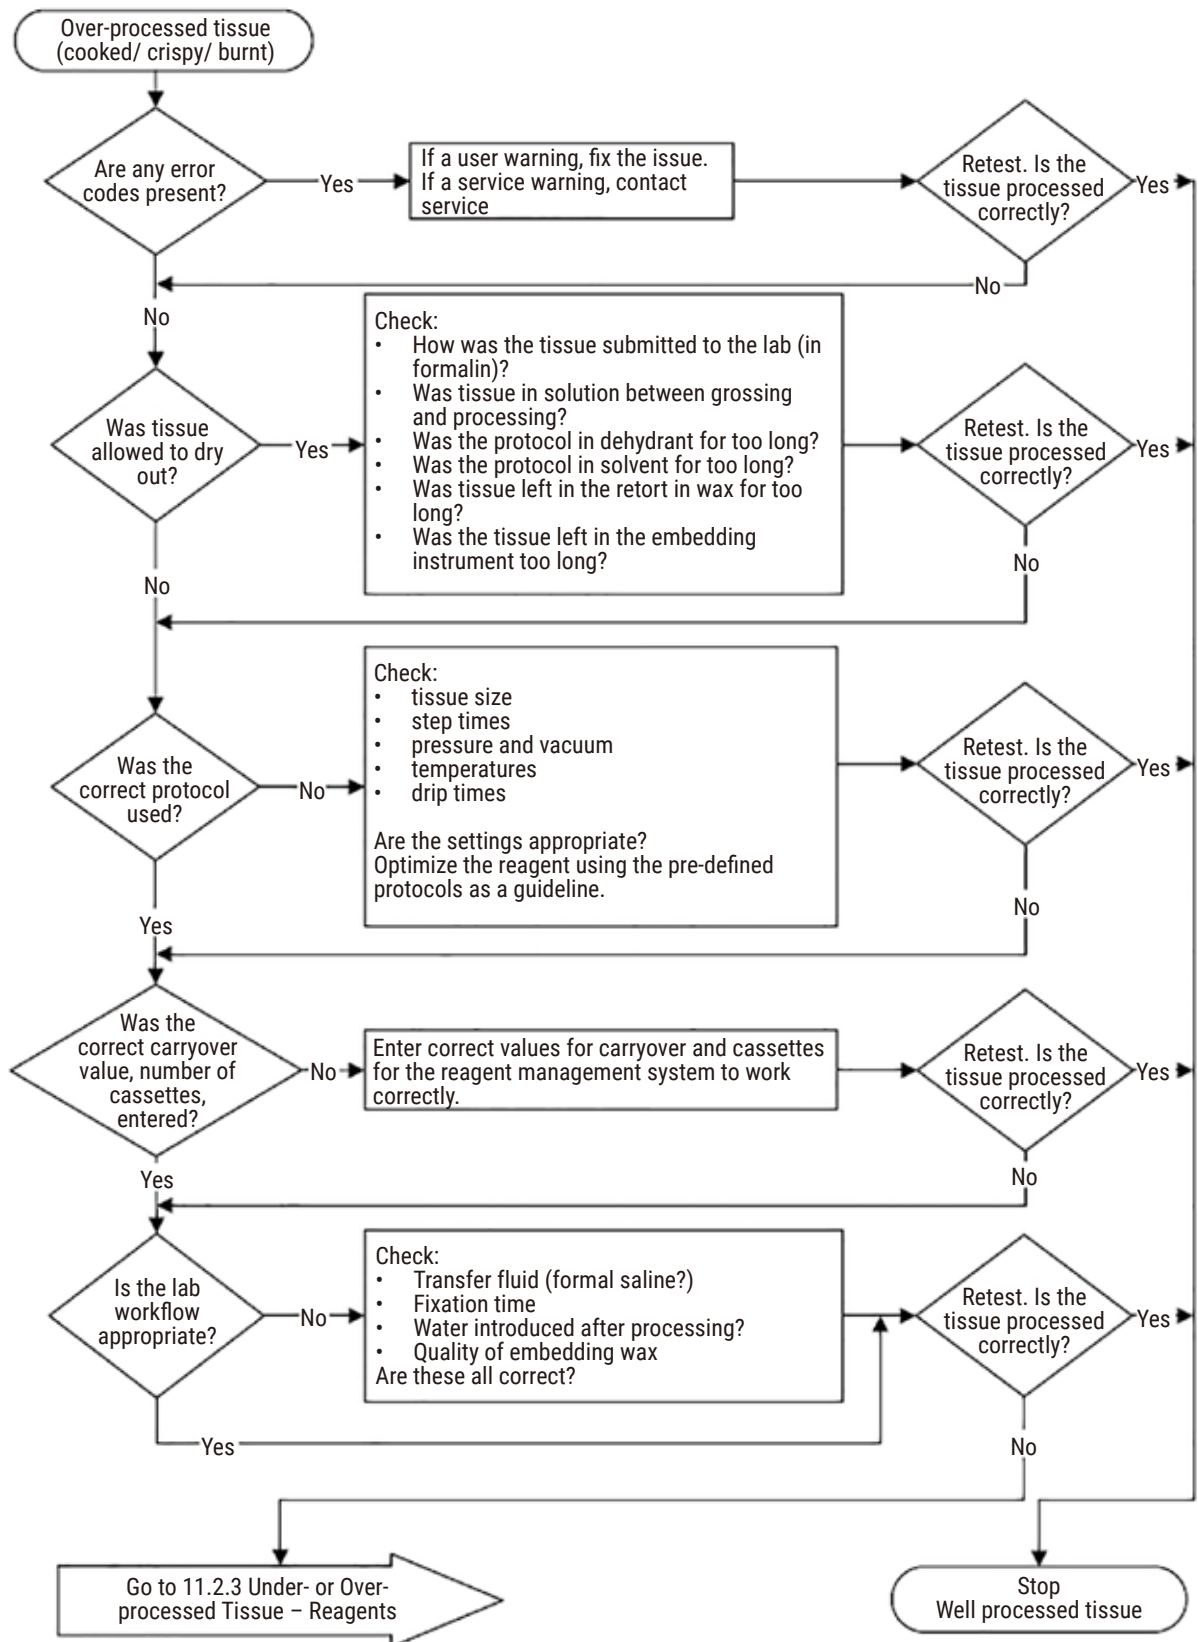 Over-processed tissue
(cooked/ crispy/ burnt)
Are any error
codes present?
Yes
If a user warning, fix the issue.
If a service warning, contact
service
Retest. Is the
tissue processed
correctly?
Yes
No
No
Was tissue
allowed to dry
out?
Yes
Check:
• How was the tissue submitted to the lab (in
formalin)?
• Was tissue in solution between grossing
and processing?
• Was the protocol in dehydrant for too long?
• Was the protocol in solvent for too long?
• Was tissue left in the retort in wax for too
long?
• Was the tissue left in the embedding
instrument too long?
Retest. Is the
tissue processed
correctly?
Yes
No
No
Was the
correct protocol
used?
No
Check:
• tissue size
• step times
• pressure and vacuum
• temperatures
• drip times
Are the settings appropriate?
Optimize the reagent using the pre-defined
protocols as a guideline.
Retest. Is the
tissue processed
correctly?
Yes
No
Yes
Was the
correct carryover
value, number of
cassettes,
entered?
No
Enter correct values for carryover and cassettes
for the reagent management system to work
correctly.
Retest. Is the
tissue processed
correctly?
Yes
No
Yes
Is the lab
workflow
appropriate?
No
Check:
• Transfer fluid (formal saline?)
• Fixation time
• Water introduced after processing?
• Quality of embedding wax
Are these all correct?
Retest. Is the
tissue processed
correctly?
Yes
Yes
No
Go to 11.2.3 Under- or Over-
processed Tissue – Reagents
Stop
Well processed tissue